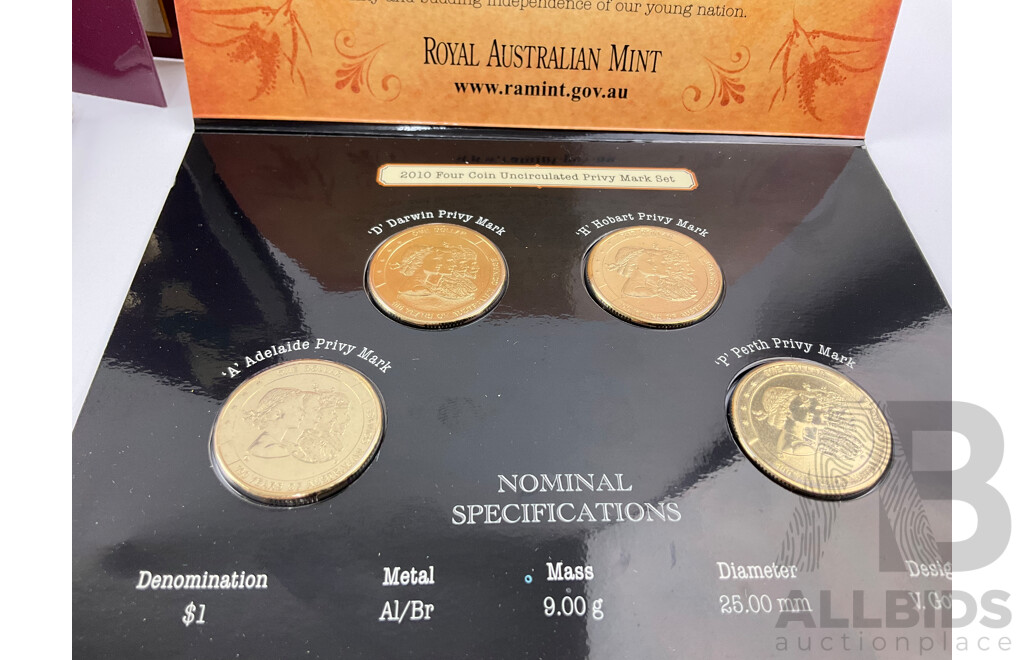 and budding independence of our young nation.
ROYAL AUSTRALIAN MINT
www.ramint.gov.au
2010 Four Coin Uncirculated Privy Mark Set
'D' Darwin Privy Mark
'H' Hobart Privy Mark
'A' Adelaide Privy Mark
'P' Perth Privy Mark
NOMINAL
SPECIFICATIONS
Denomination Metal Mass Diameter
$1 Al/Br 9.00 g 25.00 mm
AB
ALLBIDS
auctionplace